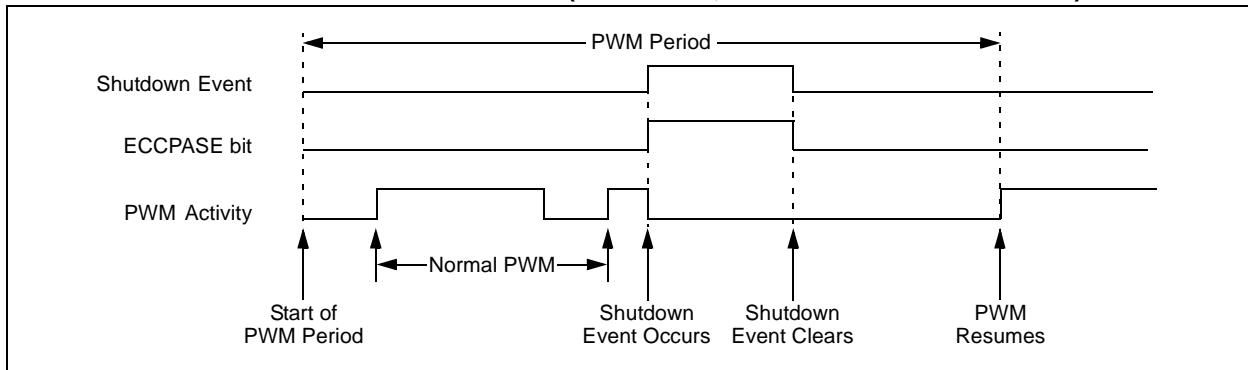 PWM Period
Shutdown Event
ECCPASE bit
PWM Activity
Normal PWM
Start of
PWM Period
Shutdown
Event Occurs
Shutdown
Event Clears
PWM
Resumes